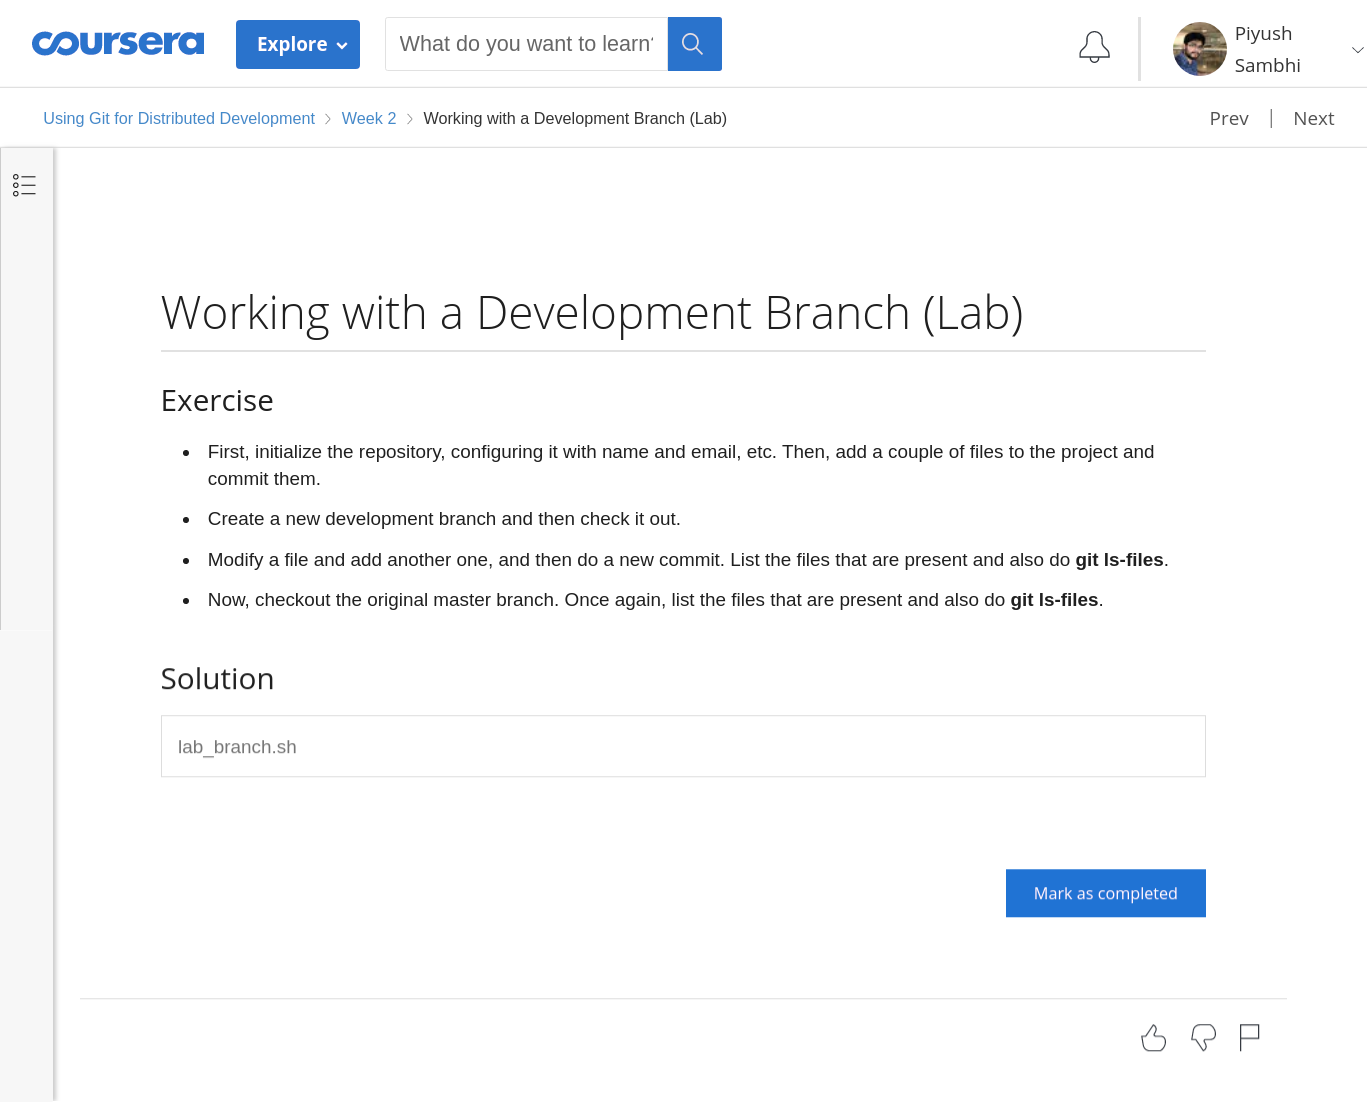 coursera
Explore
What do you want to learn?
Piyush
Sambhi
Using Git for Distributed Development
Week 2
Working with a Development Branch (Lab)
Prev
Next
Working with a Development Branch (Lab)
Exercise
First, initialize the repository, configuring it with name and email, etc. Then, add a couple of files to the project and
commit them.
Create a new development branch and then check it out.
Modify a file and add another one, and then do a new commit. List the files that are present and also do git ls-files.
Now, checkout the original master branch. Once again, list the files that are present and also do git ls-files.
Solution
lab_branch.sh
Mark as completed